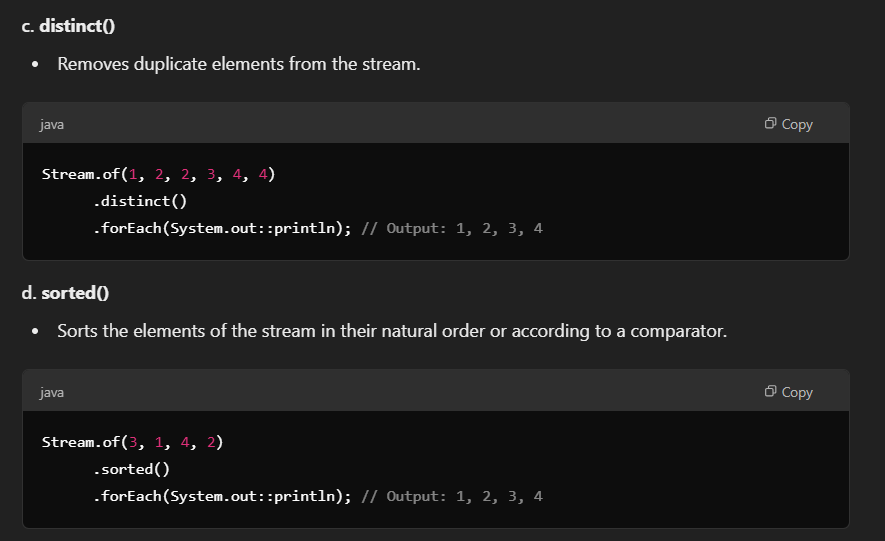 c. distinct()
• Removes duplicate elements from the stream.
java
Copy
Stream.of(1, 2, 2, 3, 4, 4)
      .distinct()
      .forEach(System.out::println); // Output: 1, 2, 3, 4
d. sorted()
• Sorts the elements of the stream in their natural order or according to a comparator.
java
Copy
Stream.of(3, 1, 4, 2)
      .sorted()
      .forEach(System.out::println); // Output: 1, 2, 3, 4